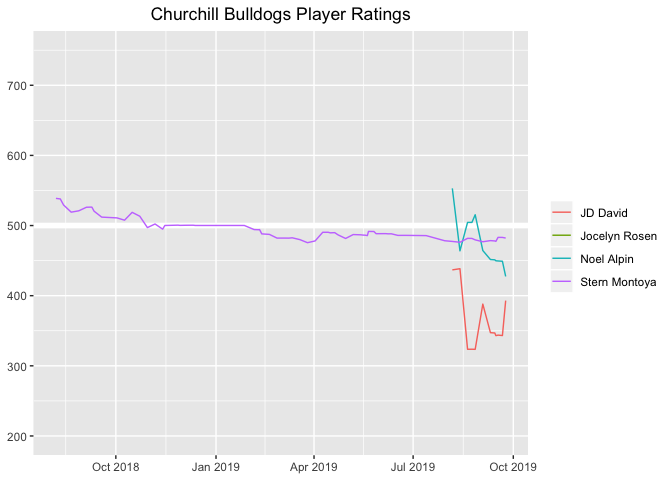 Churchill Bulldogs Player Ratings
700
600
500
400
300
200
Oct 2018
Jan 2019
Apr 2019
Jul 2019
Oct 2019
JD David
Jocelyn Rosen
Noel Alpin
Stern Montoya